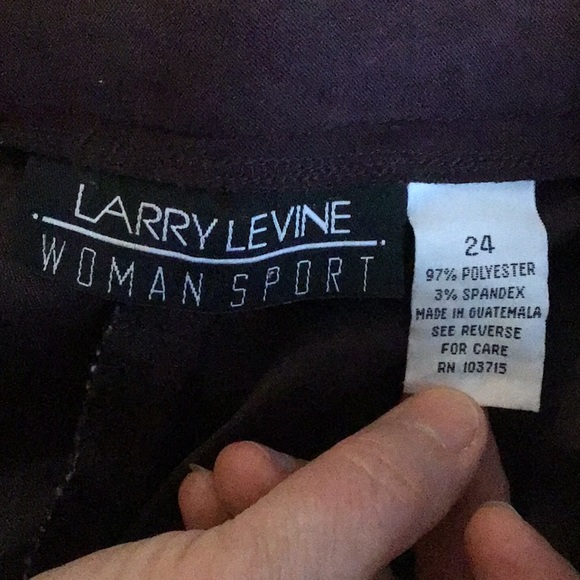 LARRY LEVINE
WOMAN SPORT
24
97% POLYESTER
3% SPANDEX
MADE IN GUATEMALA
SEE REVERSE
FOR CARE
RN 103715